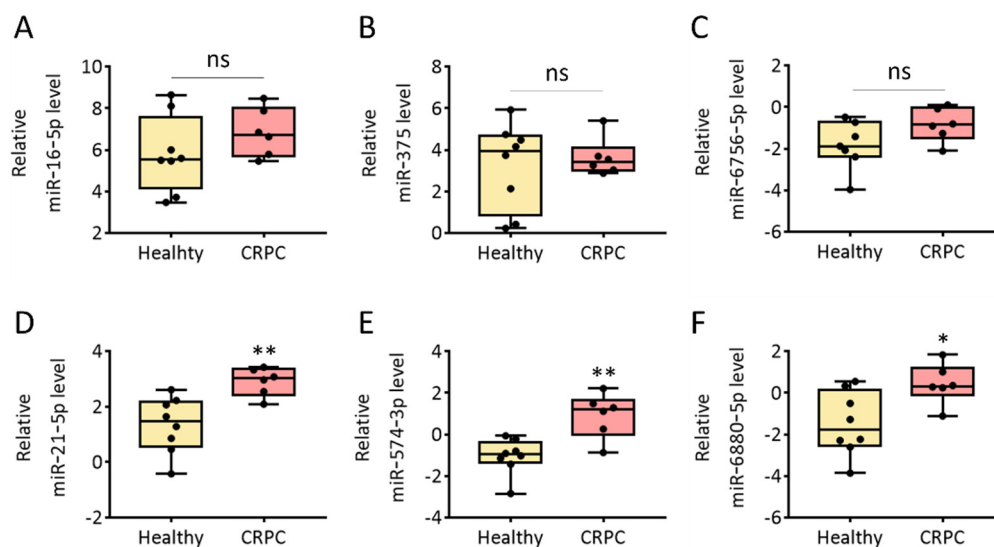 A
Relative
miR-16-5p level
10
8
6
4
2
ns
Healhty
CRPC
B
Relative
miR-375 level
8
6
4
2
0
ns
Healthy
CRPC
C
Relative
miR-6756-5p level
2
0
-2
-4
-6
ns
Healthy
CRPC
D
Relative
miR-21-5p level
4
2
0
-2
**
Healthy
CRPC
E
Relative
miR-574-3p level
4
2
0
-2
-4
**
Healthy
CRPC
F
Relative
miR-6880-5p level
2
0
-2
-4
-6
*
Healthy
CRPC